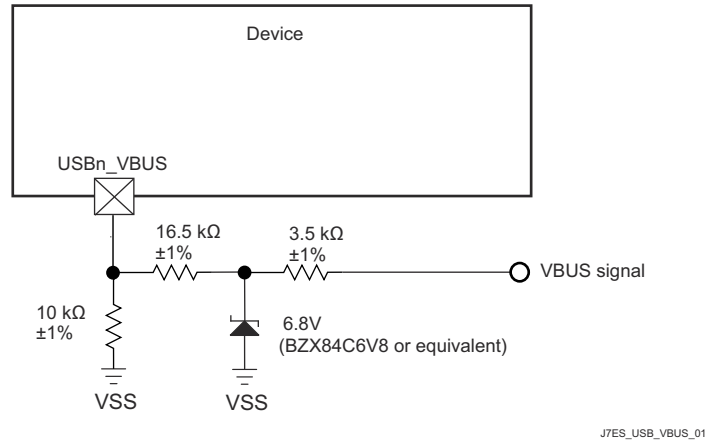 Device
USBn_VBUS
16.5 kΩ
±1%
3.5 kΩ
±1%
VBUS signal
10 kΩ
±1%
6.8V
(BZX84C6V8 or equivalent)
VSS
VSS
J7ES_USB_VBUS_01